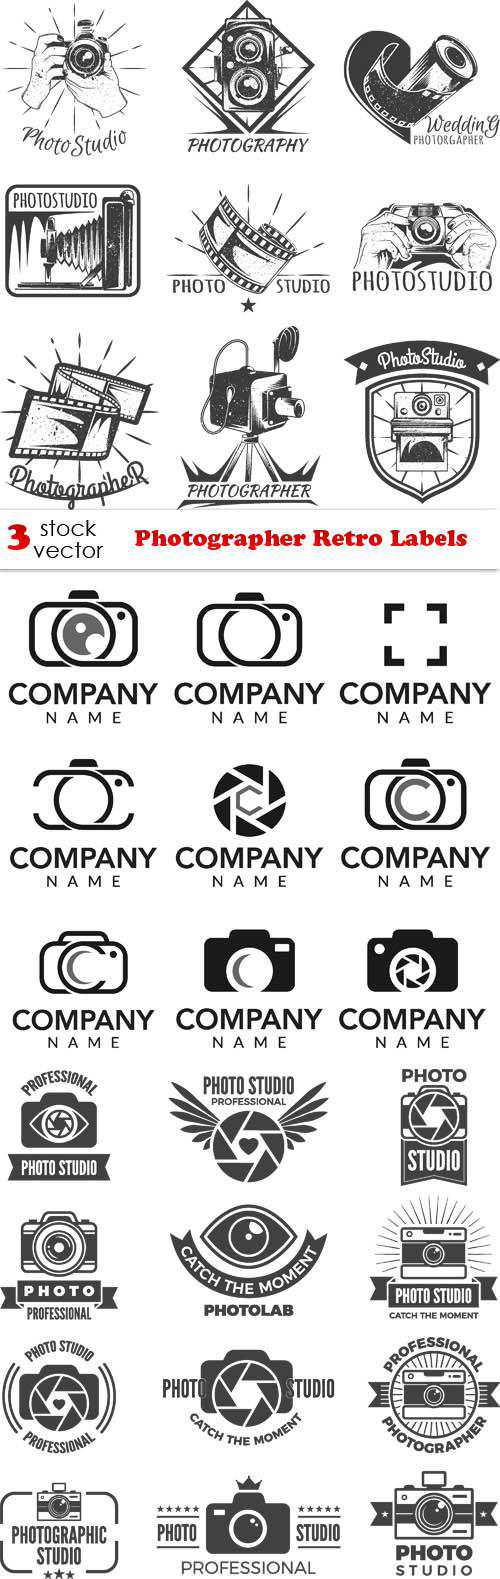 PhotoStudio
PHOTOGRAPHY
WeddinG
PHOTORGAPHER
PHOTOSTUDIO
PHOTO STUDIO
PHOTOSTUDIO
PhotographeR
PHOTOGRAPHER
PhotoStudio
3 stock vector
Photographer Retro Labels
COMPANY
NAME
COMPANY
NAME
COMPANY
NAME
COMPANY
NAME
C
COMPANY
NAME
C
COMPANY
NAME
C
COMPANY
NAME
COMPANY
NAME
COMPANY
NAME
PROFESSIONAL
PHOTO STUDIO
PHOTO STUDIO
PROFESSIONAL
PHOTO
STUDIO
PHOTO
PROFESSIONAL
CATCH THE MOMENT
PHOTOLAB
PHOTO STUDIO
CATCH THE MOMENT
PHOTO STUDIO
PROFESSIONAL
PHOTO STUDIO
CATCH THE MOMENT
PROFESSIONAL
PHOTOGRAPHER
PHOTOGRAPHIC
STUDIO
PHOTO STUDIO
PROFESSIONAL
PHOTO
STUDIO